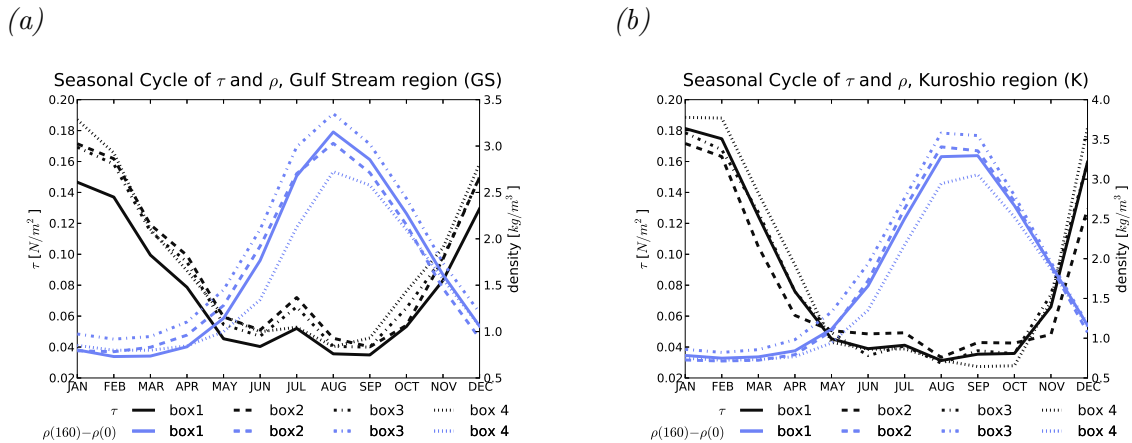 (a)
(b)
Seasonal Cycle of τ and ρ, Gulf Stream region (GS)
0.20
0.18
0.16
0.14
0.12
0.10
0.08
0.06
0.04
0.02
τ [N/m²]
3.5
3.0
2.5
2.0
1.5
1.0
0.5
density [kg/m³]
JAN FEB MAR APR MAY JUN JUL AUG SEP OCT NOV DEC
τ box1 box2 box3 box 4
ρ(160)−ρ(0) box1 box2 box3 box 4
Seasonal Cycle of τ and ρ, Kuroshio region (K)
0.20
0.18
0.16
0.14
0.12
0.10
0.08
0.06
0.04
0.02
τ [N/m²]
4.0
3.5
3.0
2.5
2.0
1.5
1.0
0.5
density [kg/m³]
JAN FEB MAR APR MAY JUN JUL AUG SEP OCT NOV DEC
τ box1 box2 box3 box 4
ρ(160)−ρ(0) box1 box2 box3 box 4